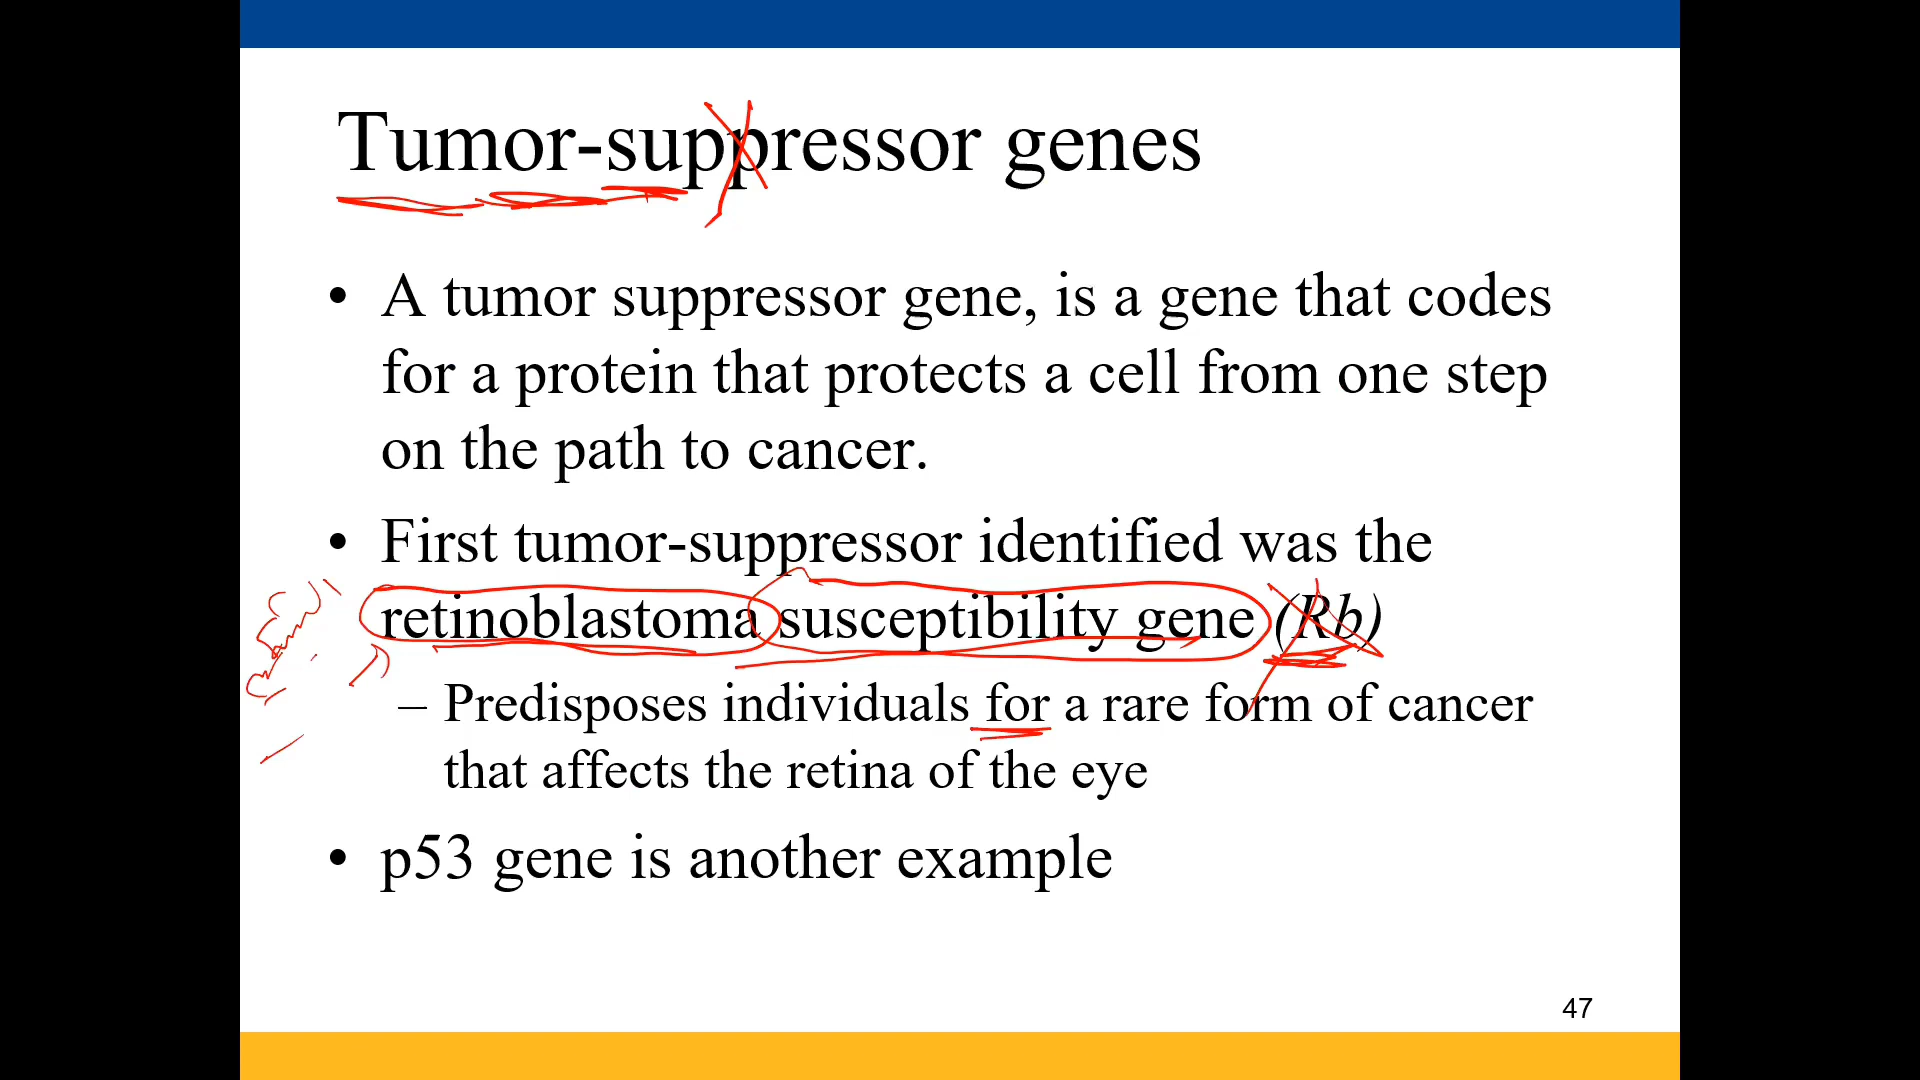 Tumor-suppressor genes
• A tumor suppressor gene, is a gene that codes
for a protein that protects a cell from one step
on the path to cancer.
• First tumor-suppressor identified was the
retinoblastoma susceptibility gene (Rb)
– Predisposes individuals for a rare form of cancer
that affects the retina of the eye
• p53 gene is another example
47